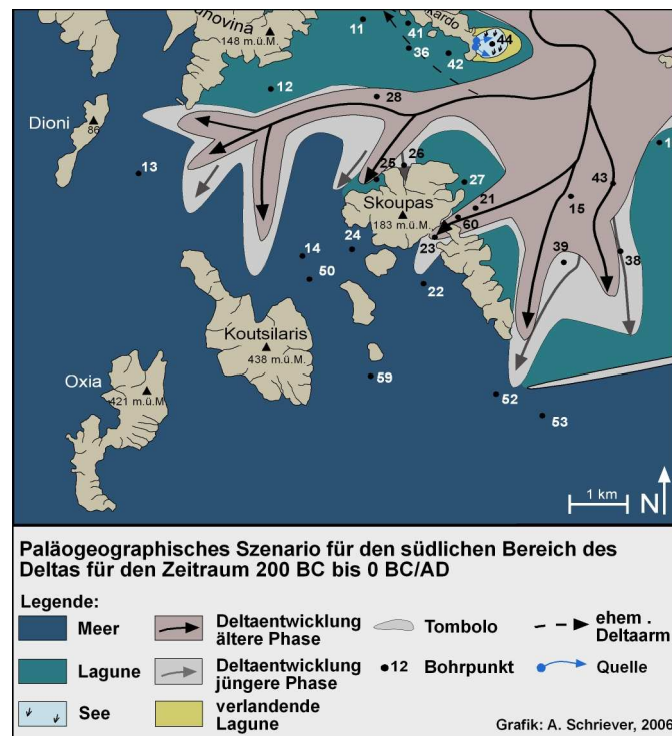 Kardo
148 m.ü.M.
11
41
36
42
44
12
28
Dioni
86
13
25
26
27
21
60
Skoupas
183 m.ü.M.
23
24
14
50
22
15
43
39
38
Koutsilaris
438 m.ü.M.
Oxia
421 m.ü.M.
59
52
53
1 km
N
Paläogeographisches Szenario für den südlichen Bereich des
Deltas für den Zeitraum 200 BC bis 0 BC/AD
Legende:
Meer
Deltaentwicklung
ältere Phase
Tombolo
ehem .
Deltaarm
Lagune
Deltaentwicklung
jüngere Phase
12 Bohrpunkt
Quelle
See
verlandende
Lagune
Grafik: A. Schriever, 2006